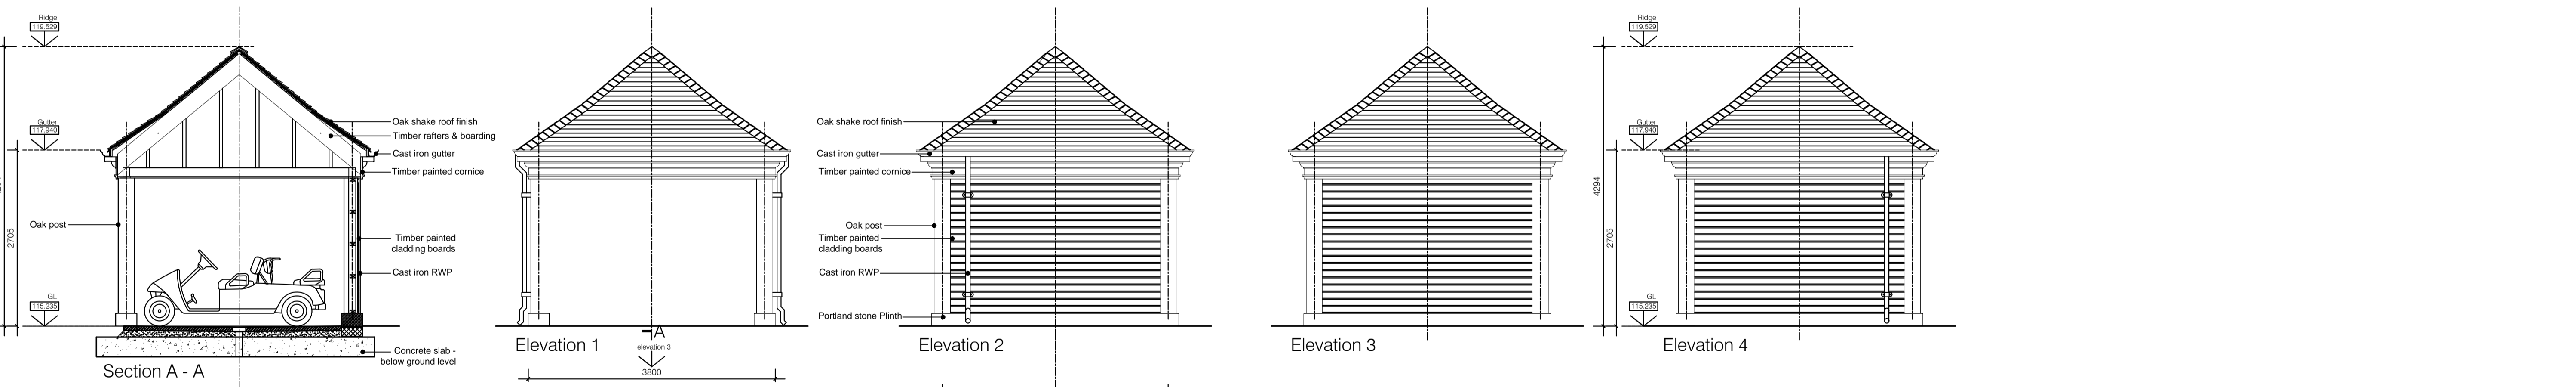 Ridge
119.529
Gutter
117.940
2705
Oak post
GL
115.235
Oak shake roof finish
Timber rafters & boarding
Cast iron gutter
Timber painted cornice
Timber painted
cladding boards
Cast iron RWP
Concrete slab -
below ground level
Section A - A
Elevation 1
A
elevation 3
3800
Oak shake roof finish
Cast iron gutter
Timber painted cornice
Oak post
Timber painted
cladding boards
Cast iron RWP
Portland stone Plinth
Elevation 2
Elevation 3
Ridge
119.529
Gutter
117.940
4294
2705
GL
115.235
Elevation 4